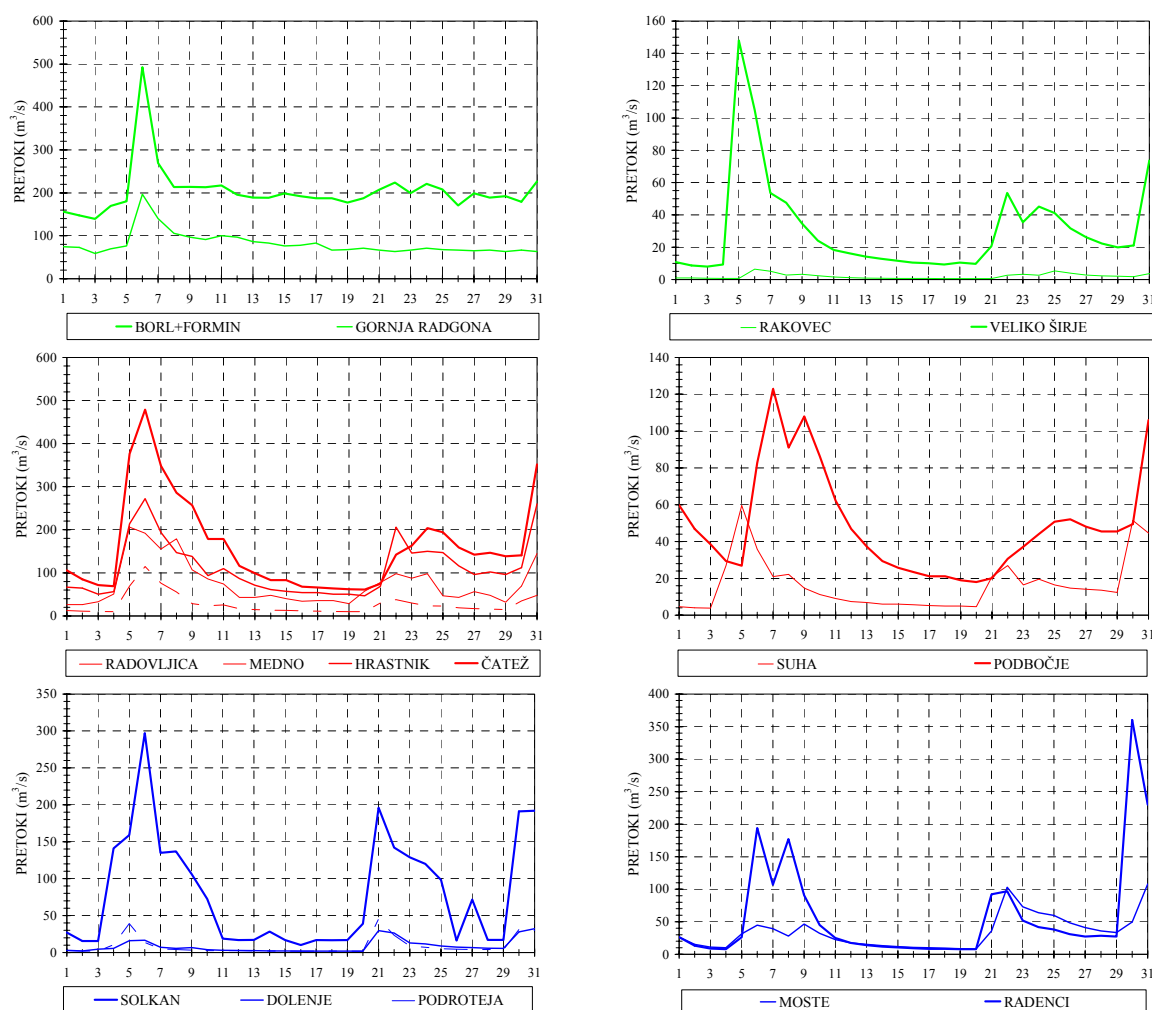 PRETOKI (m³/s)
600
500
400
300
200
100
0
1 3 5 7 9 11 13 15 17 19 21 23 25 27 29 31
BORL+FORMIN GORNJA RADGONA
PRETOKI (m³/s)
160
140
120
100
80
60
40
20
0
1 3 5 7 9 11 13 15 17 19 21 23 25 27 29 31
RAKOVEC VELIKO ŠIRJE
PRETOKI (m³/s)
600
500
400
300
200
100
0
1 3 5 7 9 11 13 15 17 19 21 23 25 27 29 31
RADOVLJICA MEDNO HRASTNIK ČATEŽ
PRETOKI (m³/s)
140
120
100
80
60
40
20
0
1 3 5 7 9 11 13 15 17 19 21 23 25 27 29 31
SUHA PODBOČJE
PRETOKI (m³/s)
350
300
250
200
150
100
50
0
1 3 5 7 9 11 13 15 17 19 21 23 25 27 29 31
SOLKAN DOLENJE PODROTEJA
PRETOKI (m³/s)
400
350
300
250
200
150
100
50
0
1 3 5 7 9 11 13 15 17 19 21 23 25 27 29 31
MOSTE RADENCI